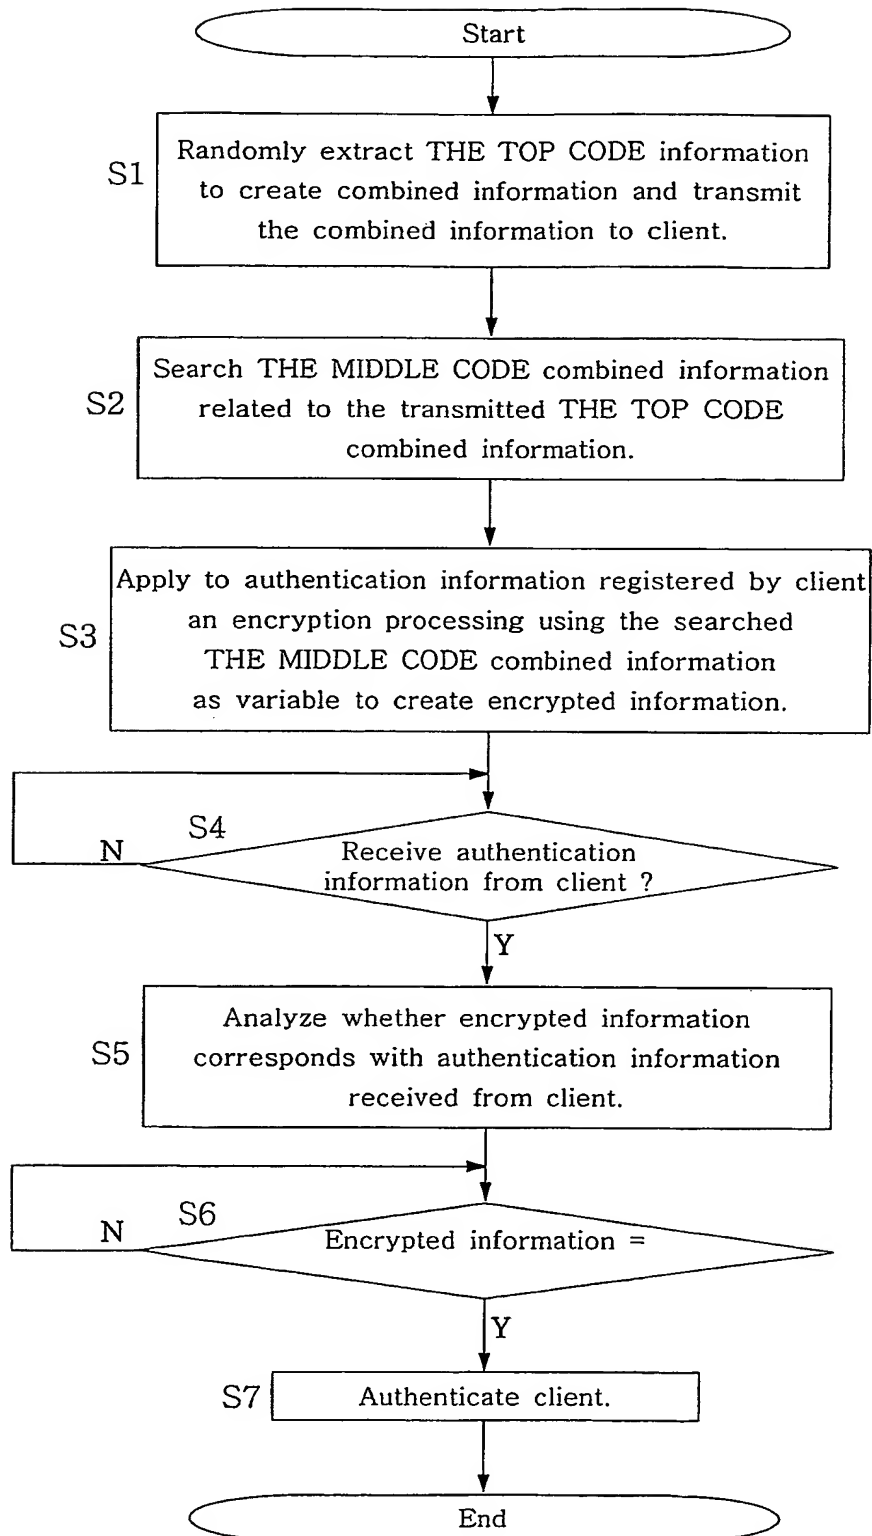 Start
S1
Randomly extract THE TOP CODE information
to create combined information and transmit
the combined information to client.
S2
Search THE MIDDLE CODE combined information
related to the transmitted THE TOP CODE
combined information.
S3
Apply to authentication information registered by client
an encryption processing using the searched
THE MIDDLE CODE combined information
as variable to create encrypted information.
S4
N
Receive authentication
information from client ?
Y
S5
Analyze whether encrypted information
corresponds with authentication information
received from client.
S6
N
Encrypted information =
Y
S7
Authenticate client.
End